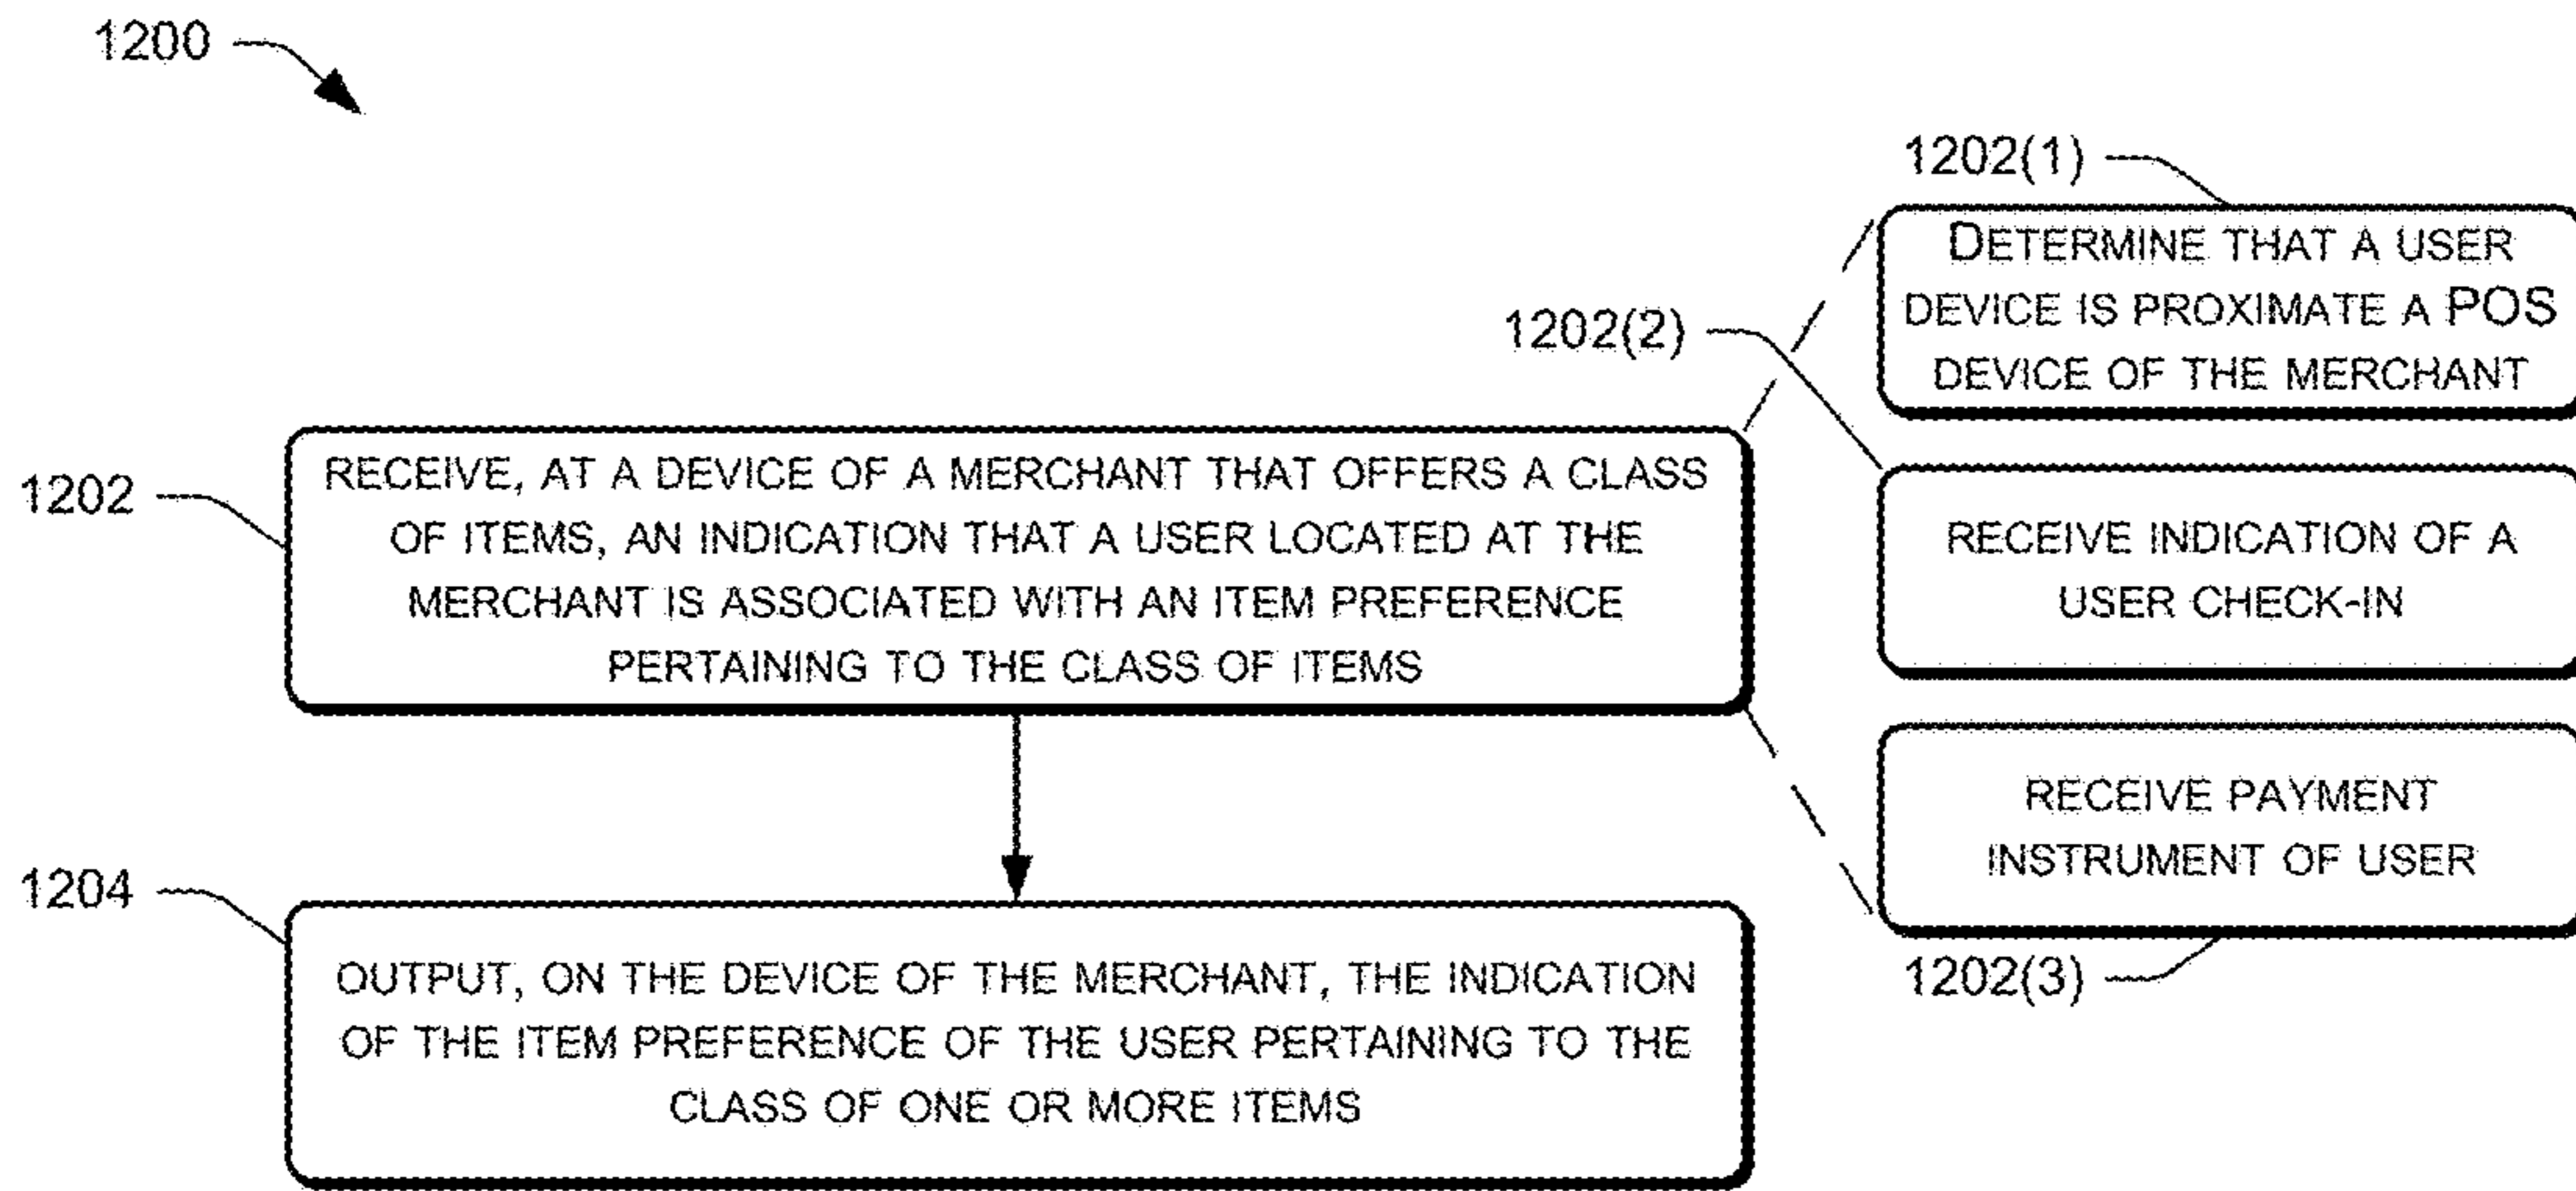 1200
1202(1)
DETERMINE THAT A USER
DEVICE IS PROXIMATE A POS
DEVICE OF THE MERCHANT
1202(2)
1202
RECEIVE, AT A DEVICE OF A MERCHANT THAT OFFERS A CLASS
OF ITEMS, AN INDICATION THAT A USER LOCATED AT THE
MERCHANT IS ASSOCIATED WITH AN ITEM PREFERENCE
PERTAINING TO THE CLASS OF ITEMS
RECEIVE INDICATION OF A
USER CHECK-IN
RECEIVE PAYMENT
INSTRUMENT OF USER
1202(3)
1204
OUTPUT, ON THE DEVICE OF THE MERCHANT, THE INDICATION
OF THE ITEM PREFERENCE OF THE USER PERTAINING TO THE
CLASS OF ONE OR MORE ITEMS